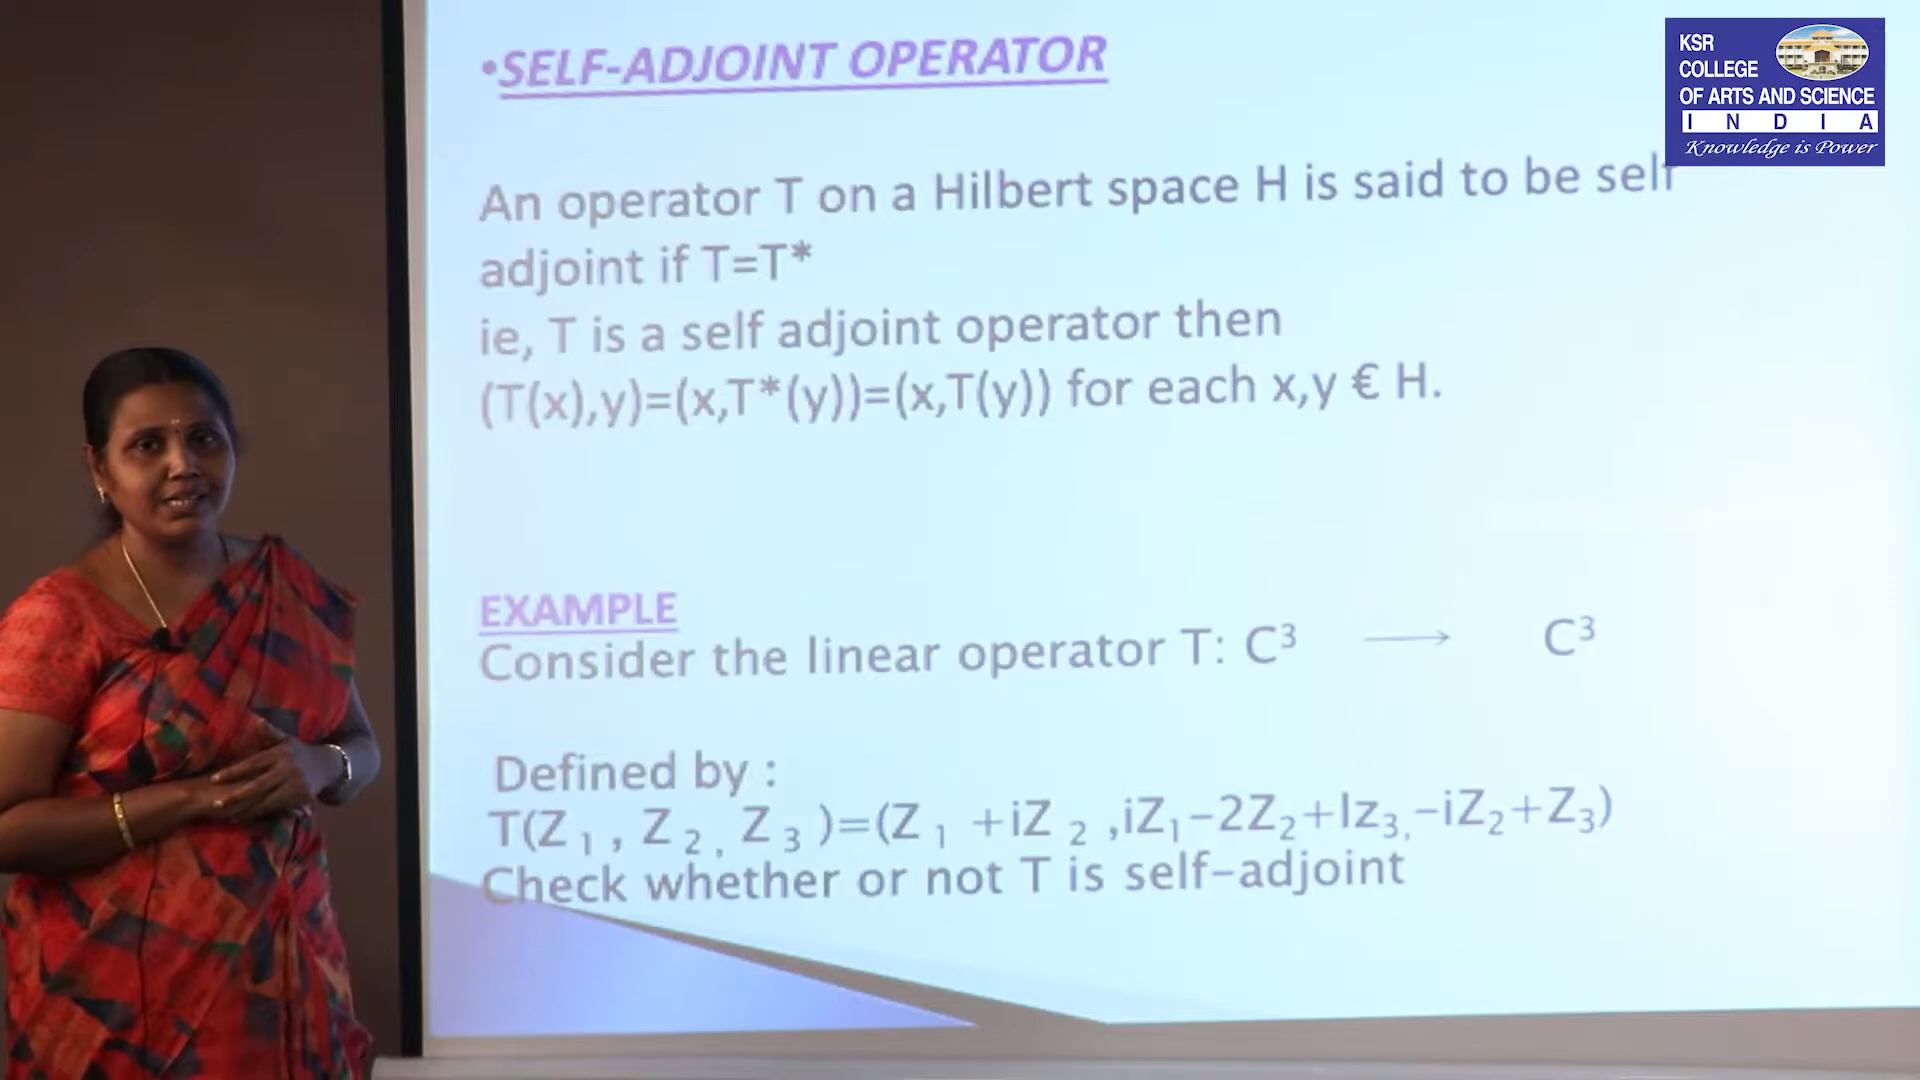 •SELF-ADJOINT OPERATOR
KSR
COLLEGE
OF ARTS AND SCIENCE
I N D I A
Knowledge is Power
An operator T on a Hilbert space H is said to be self
adjoint if T=T*
ie, T is a self adjoint operator then
(T(x),y)=(x,T*(y))=(x,T(y)) for each x,y € H.
EXAMPLE
Consider the linear operator T: C³ → C³
Defined by :
T(Z₁, Z₂, Z₃)=(Z₁ +iZ₂ ,iZ₁-2Z₂+Iz₃,-iZ₂+Z₃)
Check whether or not T is self-adjoint